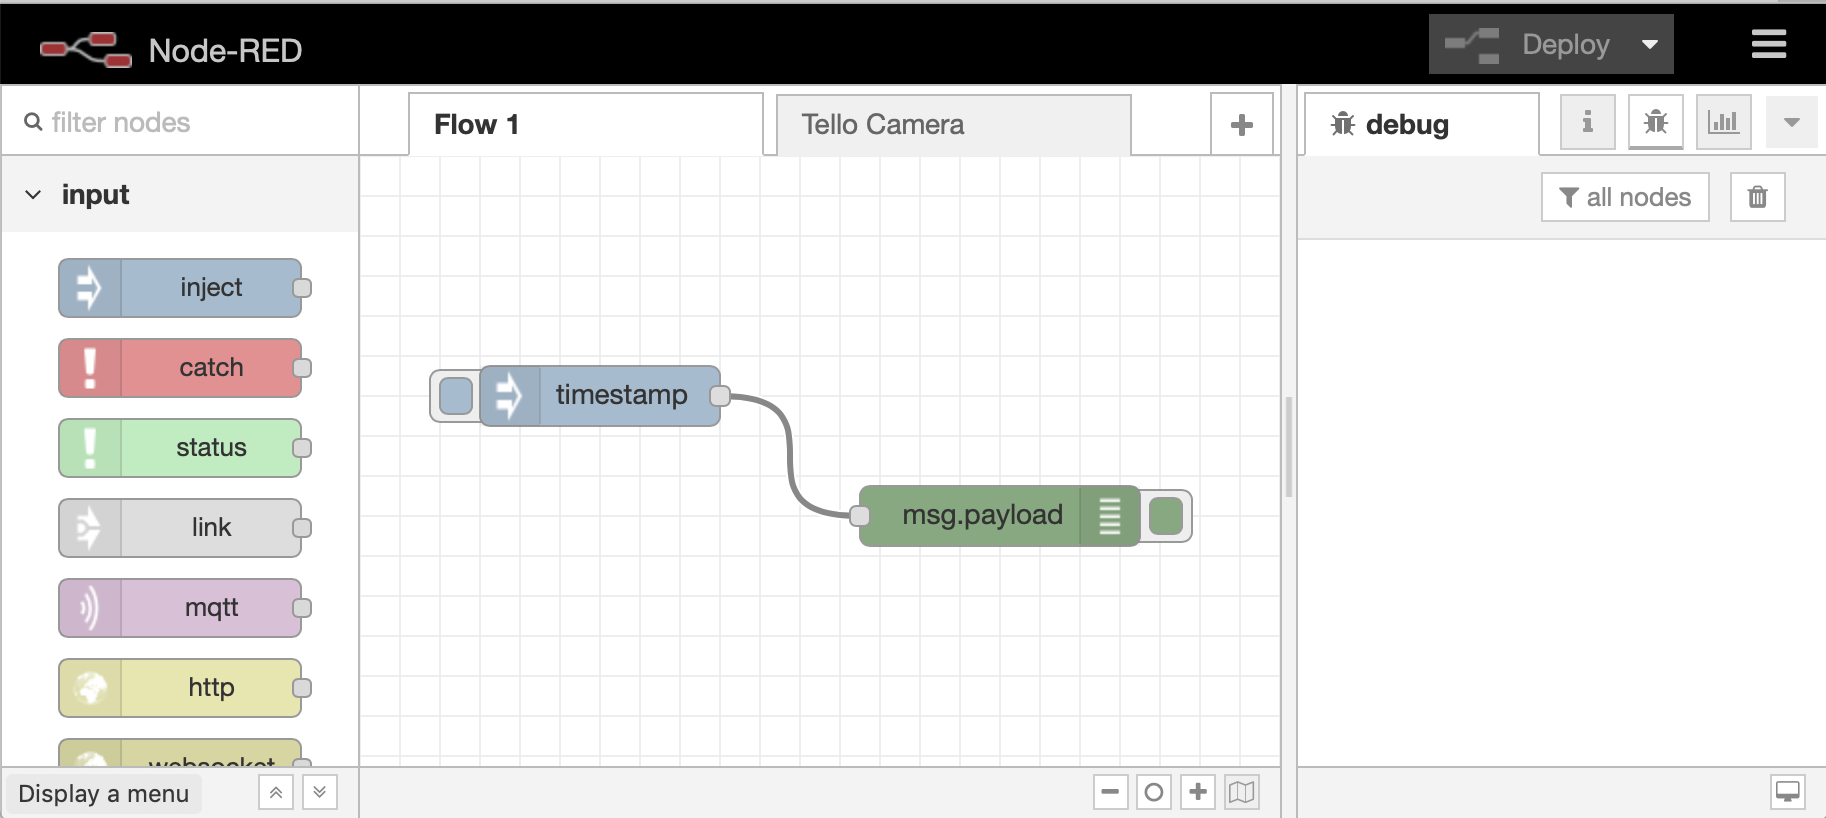 Node-RED
Deploy
filter nodes
Flow 1
Tello Camera
debug
input
all nodes
inject
catch
timestamp
status
link
msg.payload
mqtt
http
websocket
Display a menu